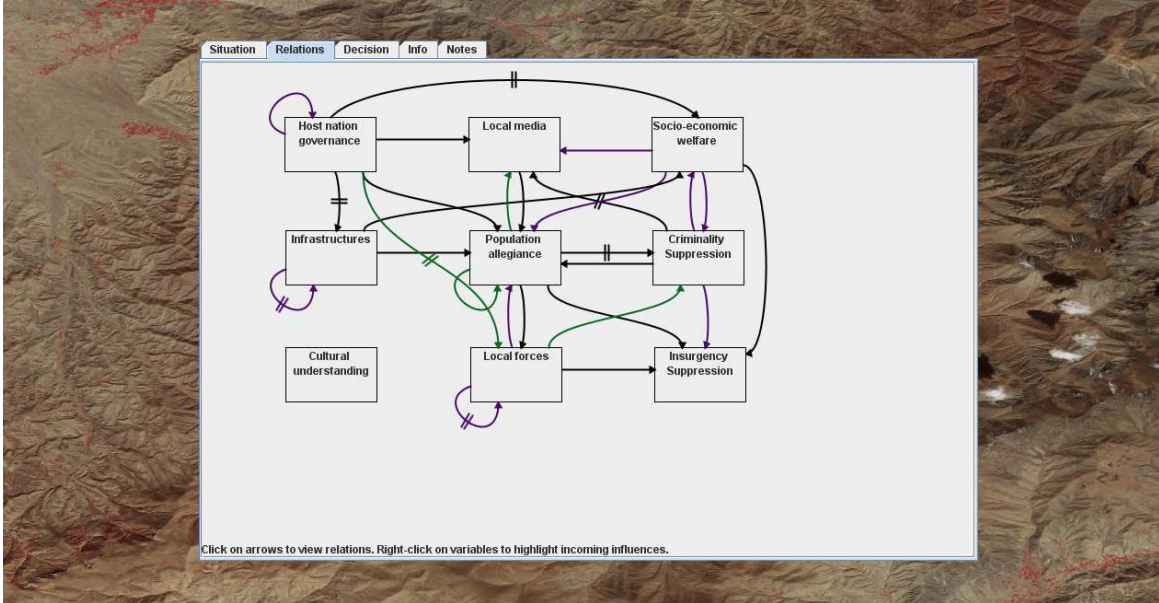 Situation Relations Decision Info Notes
Host nation
governance
Local media
Socio-economic
welfare
Infrastructures
Population
allegiance
Criminality
Suppression
Cultural
understanding
Local forces
Insurgency
Suppression
Click on arrows to view relations. Right-click on variables to highlight incoming influences.